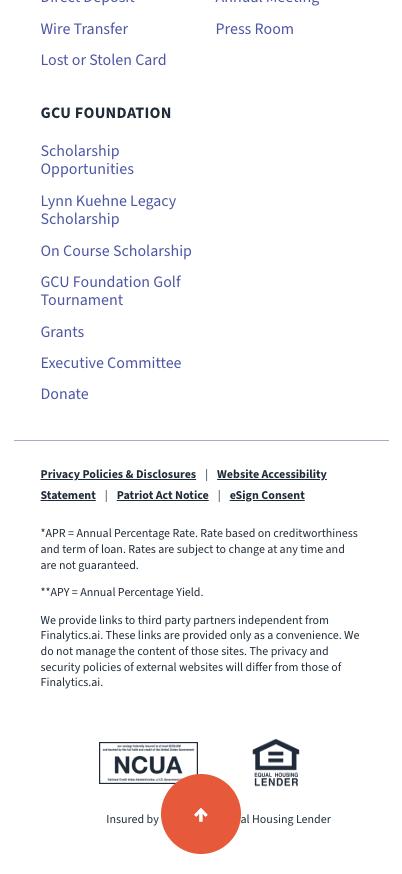 Wire Transfer
Press Room
Lost or Stolen Card
GCU FOUNDATION
Scholarship
Opportunities
Lynn Kuehne Legacy
Scholarship
On Course Scholarship
GCU Foundation Golf
Tournament
Grants
Executive Committee
Donate
Privacy Policies & Disclosures | Website Accessibility
Statement | Patriot Act Notice | eSign Consent
*APR = Annual Percentage Rate. Rate based on creditworthiness
and term of loan. Rates are subject to change at any time and
are not guaranteed.
**APY = Annual Percentage Yield.
We provide links to third party partners independent from
Finalytics.ai. These links are provided only as a convenience. We
do not manage the content of those sites. The privacy and
security policies of external websites will differ from those of
Finalytics.ai.
NCUA
EQUAL HOUSING
LENDER
Insured by
al Housing Lender